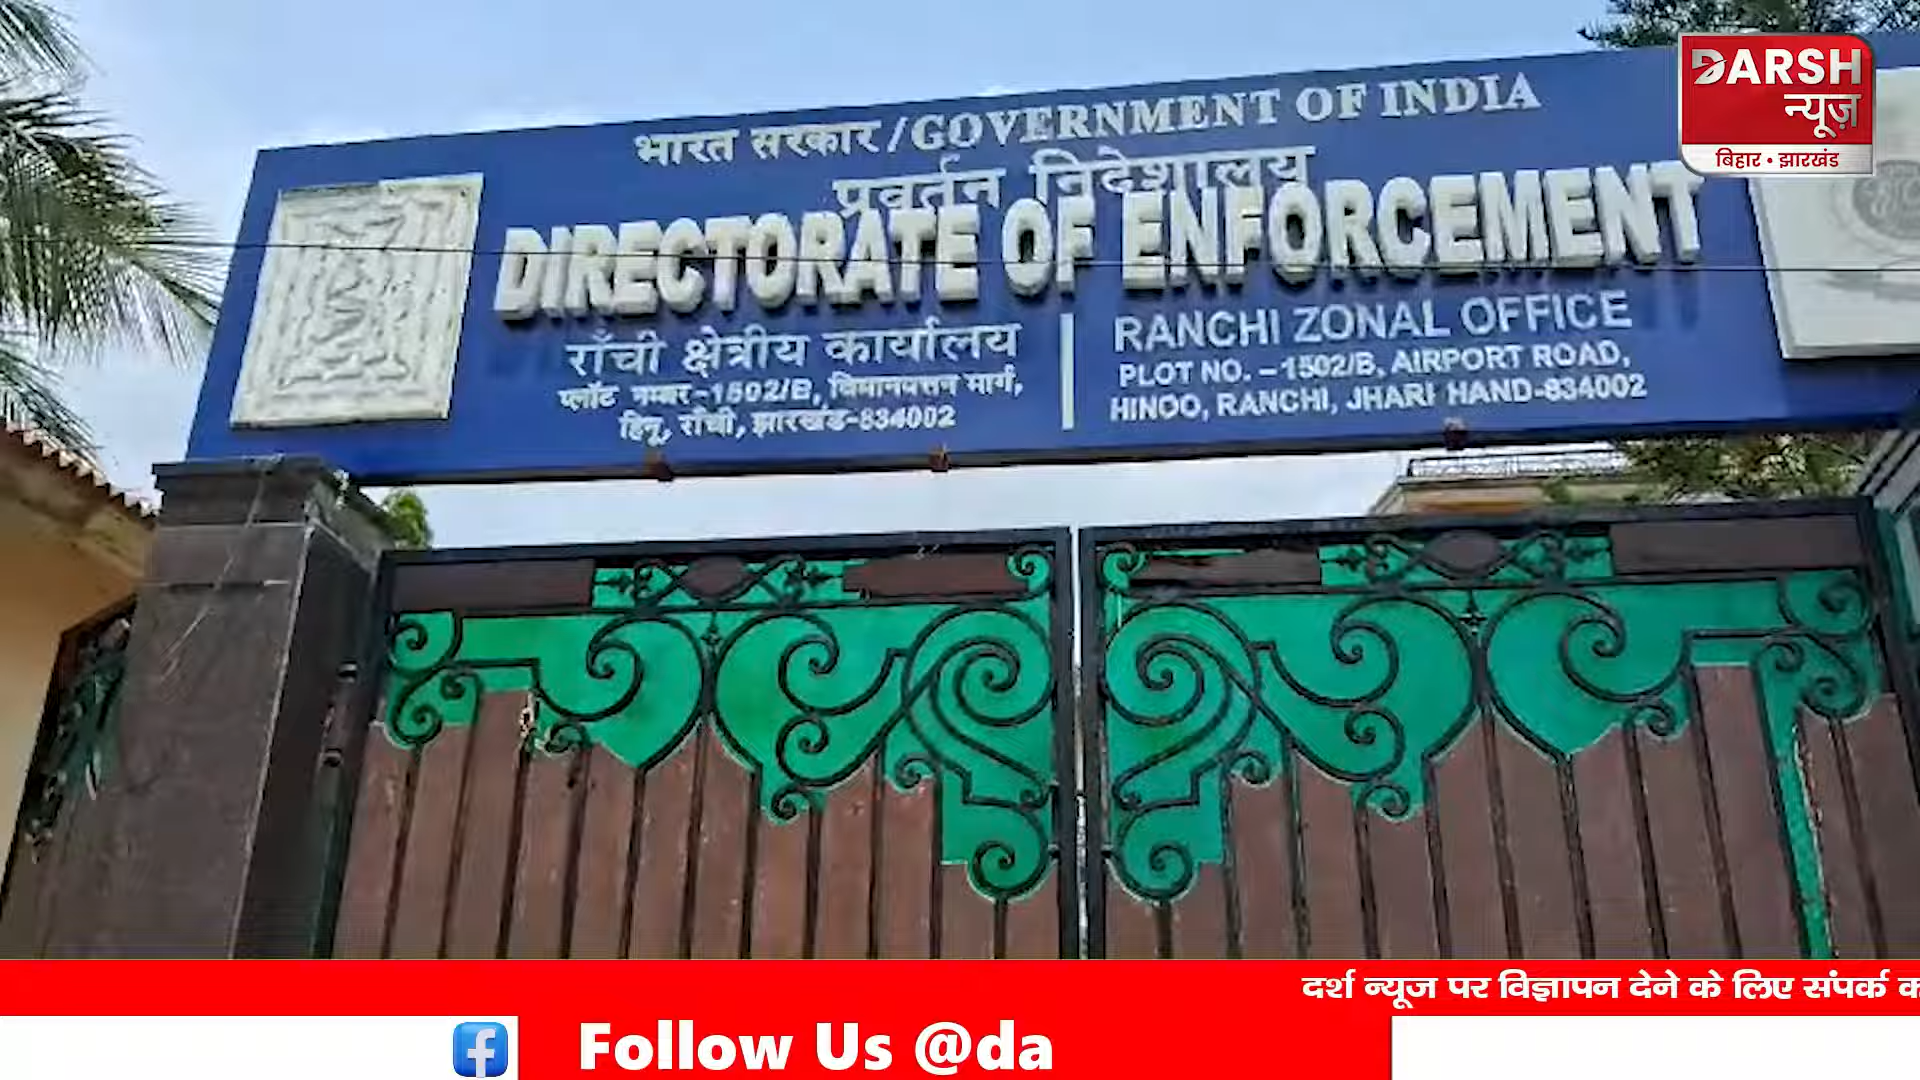 भारत सरकार/GOVERNMENT OF INDIA
प्रवर्तन निदेशालय
DIRECTORATE OF ENFORCEMENT
राँची क्षेत्रीय कार्यालय
प्लॉट नम्बर-1502/B, विमानपत्तन मार्ग,
हिनू, राँची, झारखंड-834002
RANCHI ZONAL OFFICE
PLOT NO. -1502/B, AIRPORT ROAD,
HINOO, RANCHI, JHARKHAND-834002
DARSH
न्यूज़
बिहार • झारखंड
दर्श न्यूज पर विज्ञापन देने के लिए संपर्क क
Follow Us @da